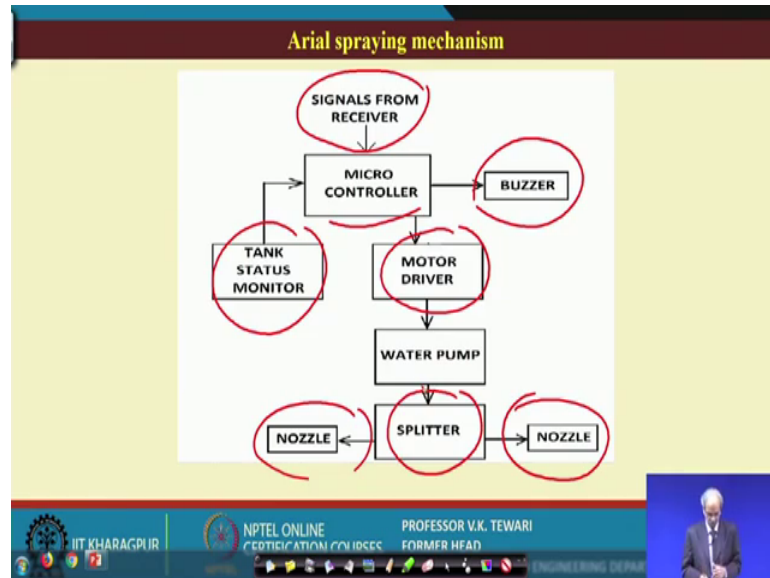 Arial spraying mechanism
SIGNALS FROM
RECEIVER
MICRO
CONTROLLER
BUZZER
TANK
STATUS
MONITOR
MOTOR
DRIVER
WATER PUMP
NOZZLE
SPLITTER
NOZZLE
IIT KHARAGPUR
NPTEL ONLINE
CERTIFICATION COURSES
PROFESSOR V.K. TEWARI
FORMER HEAD
ENGINEERING DEPAR